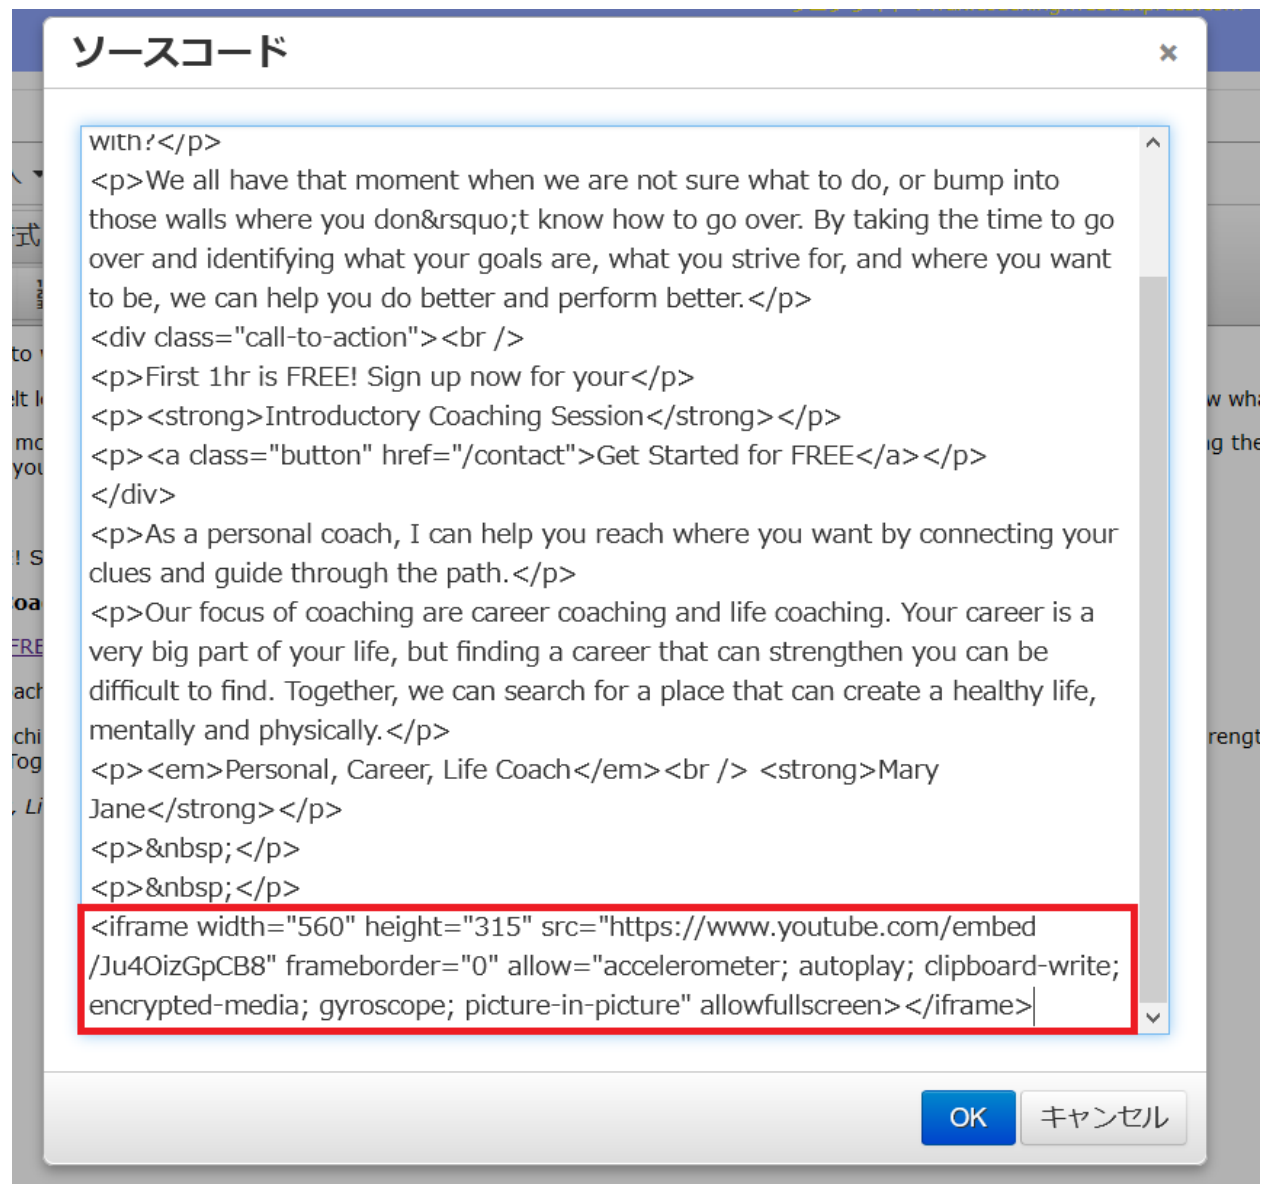 ソースコード
×
with?</p>
<p>We all have that moment when we are not sure what to do, or bump into
those walls where you don&rsquo;t know how to go over. By taking the time to go
over and identifying what your goals are, what you strive for, and where you want
to be, we can help you do better and perform better.</p>
<div class="call-to-action"><br />
<p>First 1hr is FREE! Sign up now for your</p>
<p><strong>Introductory Coaching Session</strong></p>
<p><a class="button" href="/contact">Get Started for FREE</a></p>
</div>
<p>As a personal coach, I can help you reach where you want by connecting your
clues and guide through the path.</p>
<p>Our focus of coaching are career coaching and life coaching. Your career is a
very big part of your life, but finding a career that can strengthen you can be
difficult to find. Together, we can search for a place that can create a healthy life,
mentally and physically.</p>
<p><em>Personal, Career, Life Coach</em><br /> <strong>Mary
Jane</strong></p>
<p>&nbsp;</p>
<p>&nbsp;</p>
<iframe width="560" height="315" src="https://www.youtube.com/embed
/Ju4OizGpCB8" frameborder="0" allow="accelerometer; autoplay; clipboard-write;
encrypted-media; gyroscope; picture-in-picture" allowfullscreen></iframe>
OK キャンセル